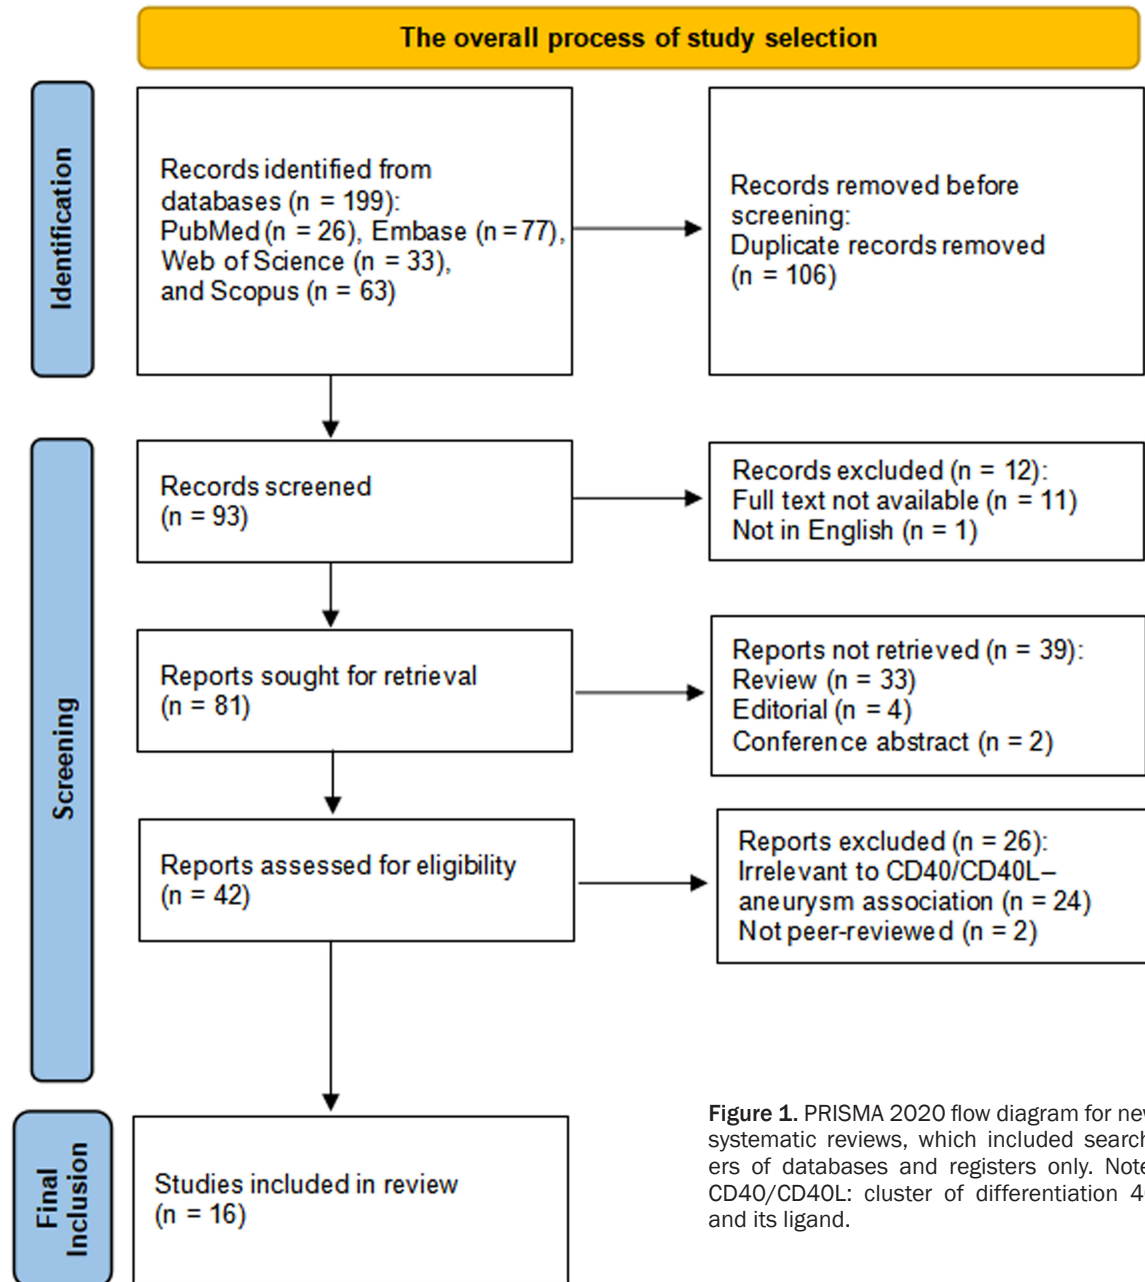 The overall process of study selection
Identification
Records identified from
databases (n = 199):
PubMed (n = 26), Embase (n = 77),
Web of Science (n = 33),
and Scopus (n = 63)
Records removed before
screening:
Duplicate records removed
(n = 106)
Screening
Records screened
(n = 93)
Records excluded (n = 12):
Full text not available (n = 11)
Not in English (n = 1)
Reports sought for retrieval
(n = 81)
Reports not retrieved (n = 39):
Review (n = 33)
Editorial (n = 4)
Conference abstract (n = 2)
Reports assessed for eligibility
(n = 42)
Reports excluded (n = 26):
Irrelevant to CD40/CD40L–
aneurysm association (n = 24)
Not peer-reviewed (n = 2)
Final
Inclusion
Studies included in review
(n = 16)
Figure 1. PRISMA 2020 flow diagram for new
systematic reviews, which included search
ers of databases and registers only. Note
CD40/CD40L: cluster of differentiation 4
and its ligand.